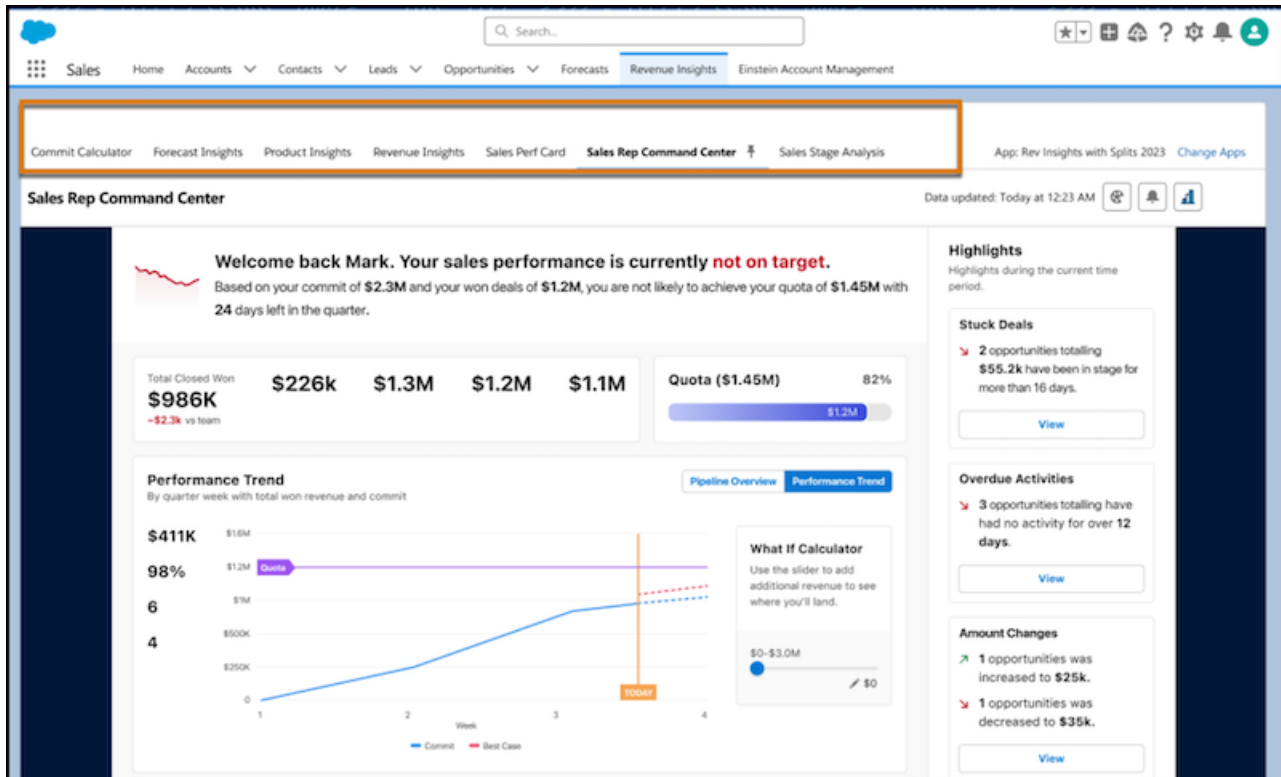 Search...
Sales Home Accounts Contacts Leads Opportunities Forecasts Revenue Insights Einstein Account Management
Commit Calculator Forecast Insights Product Insights Revenue Insights Sales Perf Card Sales Rep Command Center Sales Stage Analysis App: Rev Insights with Splits 2023 Change Apps
Sales Rep Command Center Data updated: Today at 12:23 AM
Welcome back Mark. Your sales performance is currently not on target.
Based on your commit of $2.3M and your won deals of $1.2M, you are not likely to achieve your quota of $1.45M with
24 days left in the quarter.
Total Closed Won
$986K
-$2.3k vs team
$226k $1.3M $1.2M $1.1M
Quota ($1.45M) 82%
$1.2M
Performance Trend
By quarter week with total won revenue and commit
Pipeline Overview Performance Trend
$411K
98%
6
4
$1.6M
$1.2M Quota
$1M
$500K
$250K
0
1 2 3 4
TODAY
Week
Commit Best Case
What If Calculator
Use the slider to add
additional revenue to see
where you'll land.
$0-$3.0M
$0
Highlights
Highlights during the current time
period.
Stuck Deals
2 opportunities totalling
$55.2k have been in stage for
more than 16 days.
View
Overdue Activities
3 opportunities totalling have
had no activity for over 12
days.
View
Amount Changes
1 opportunities was
increased to $25k.
1 opportunities was
decreased to $35k.
View